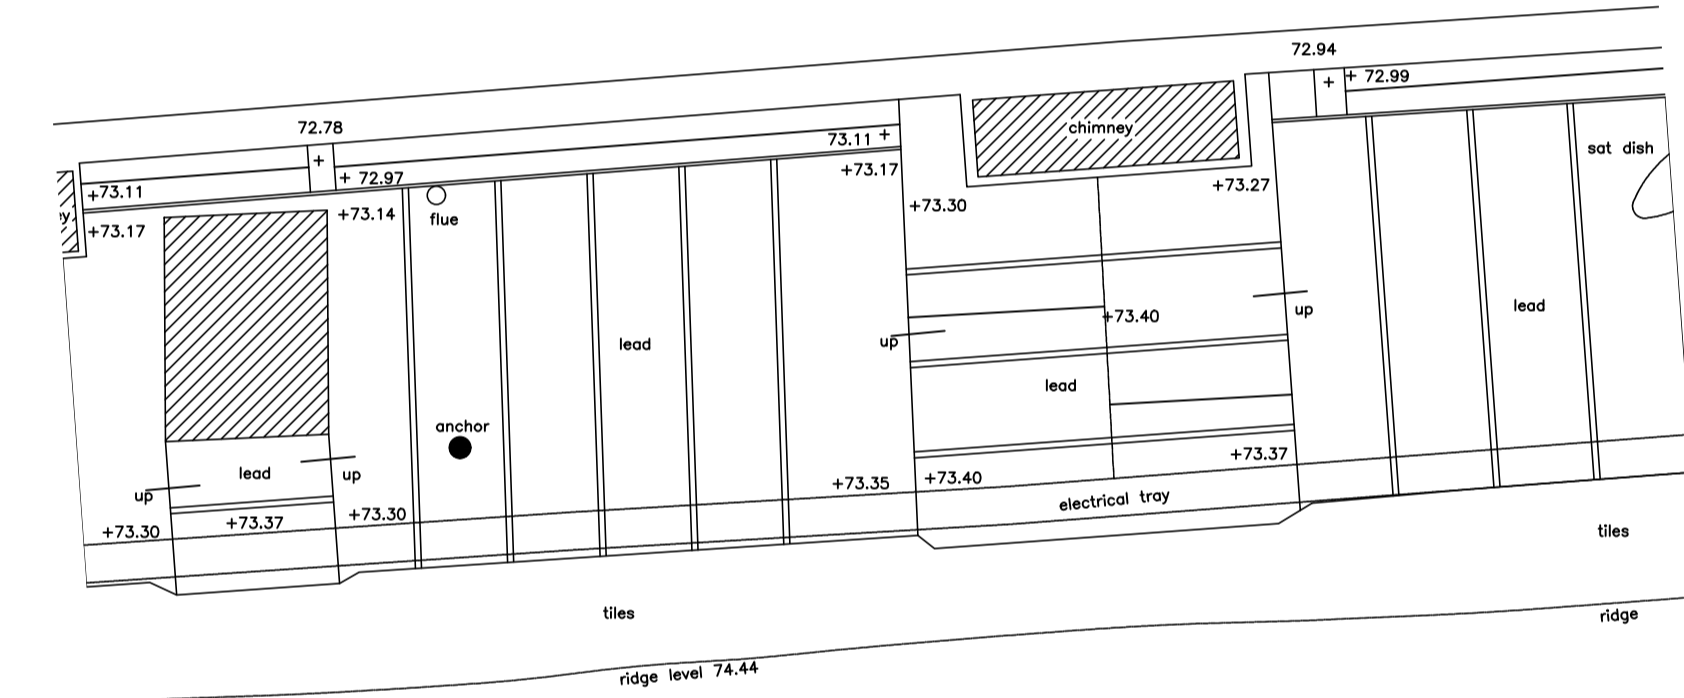 72.94
+ 72.99
72.78
73.11 +
chimney
sat dish
+ 72.97
+73.11
+73.17
+73.27
+73.14
+73.30
flue
+73.17
up
+73.40
lead
up
lead
lead
anchor
up
lead
up
+73.35
+73.40
+73.37
electrical tray
+73.30
+73.37
+73.30
tiles
tiles
ridge
ridge level 74.44